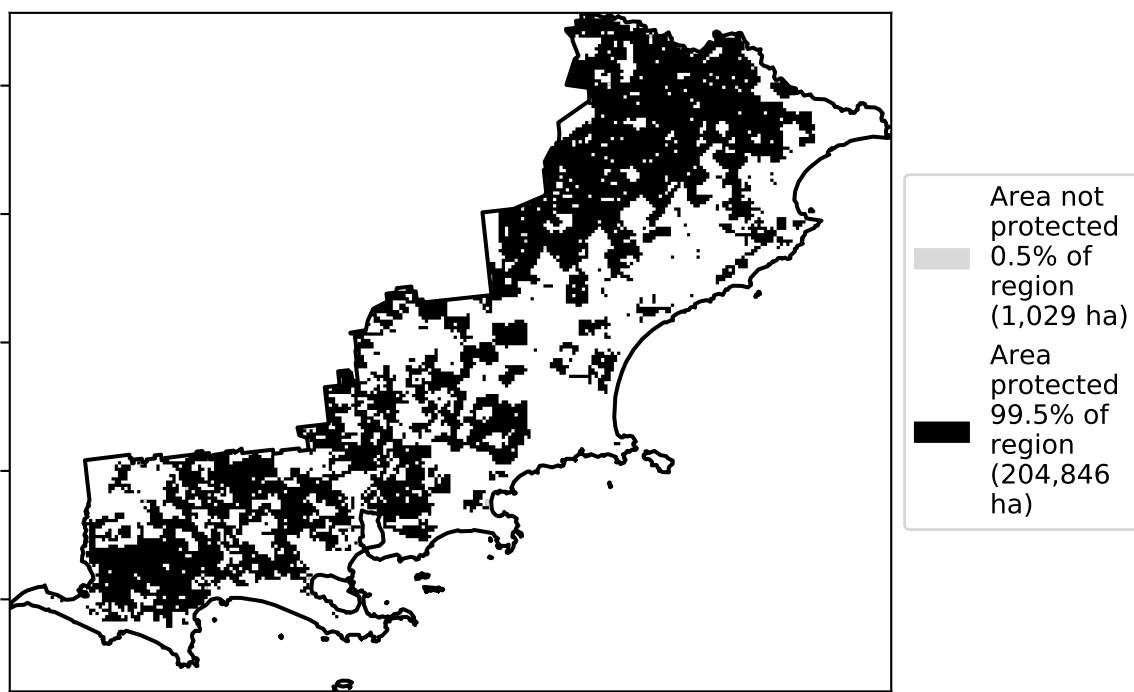 Area not
protected
0.5% of
region
(1,029 ha)
Area
protected
99.5% of
region
(204,846
ha)